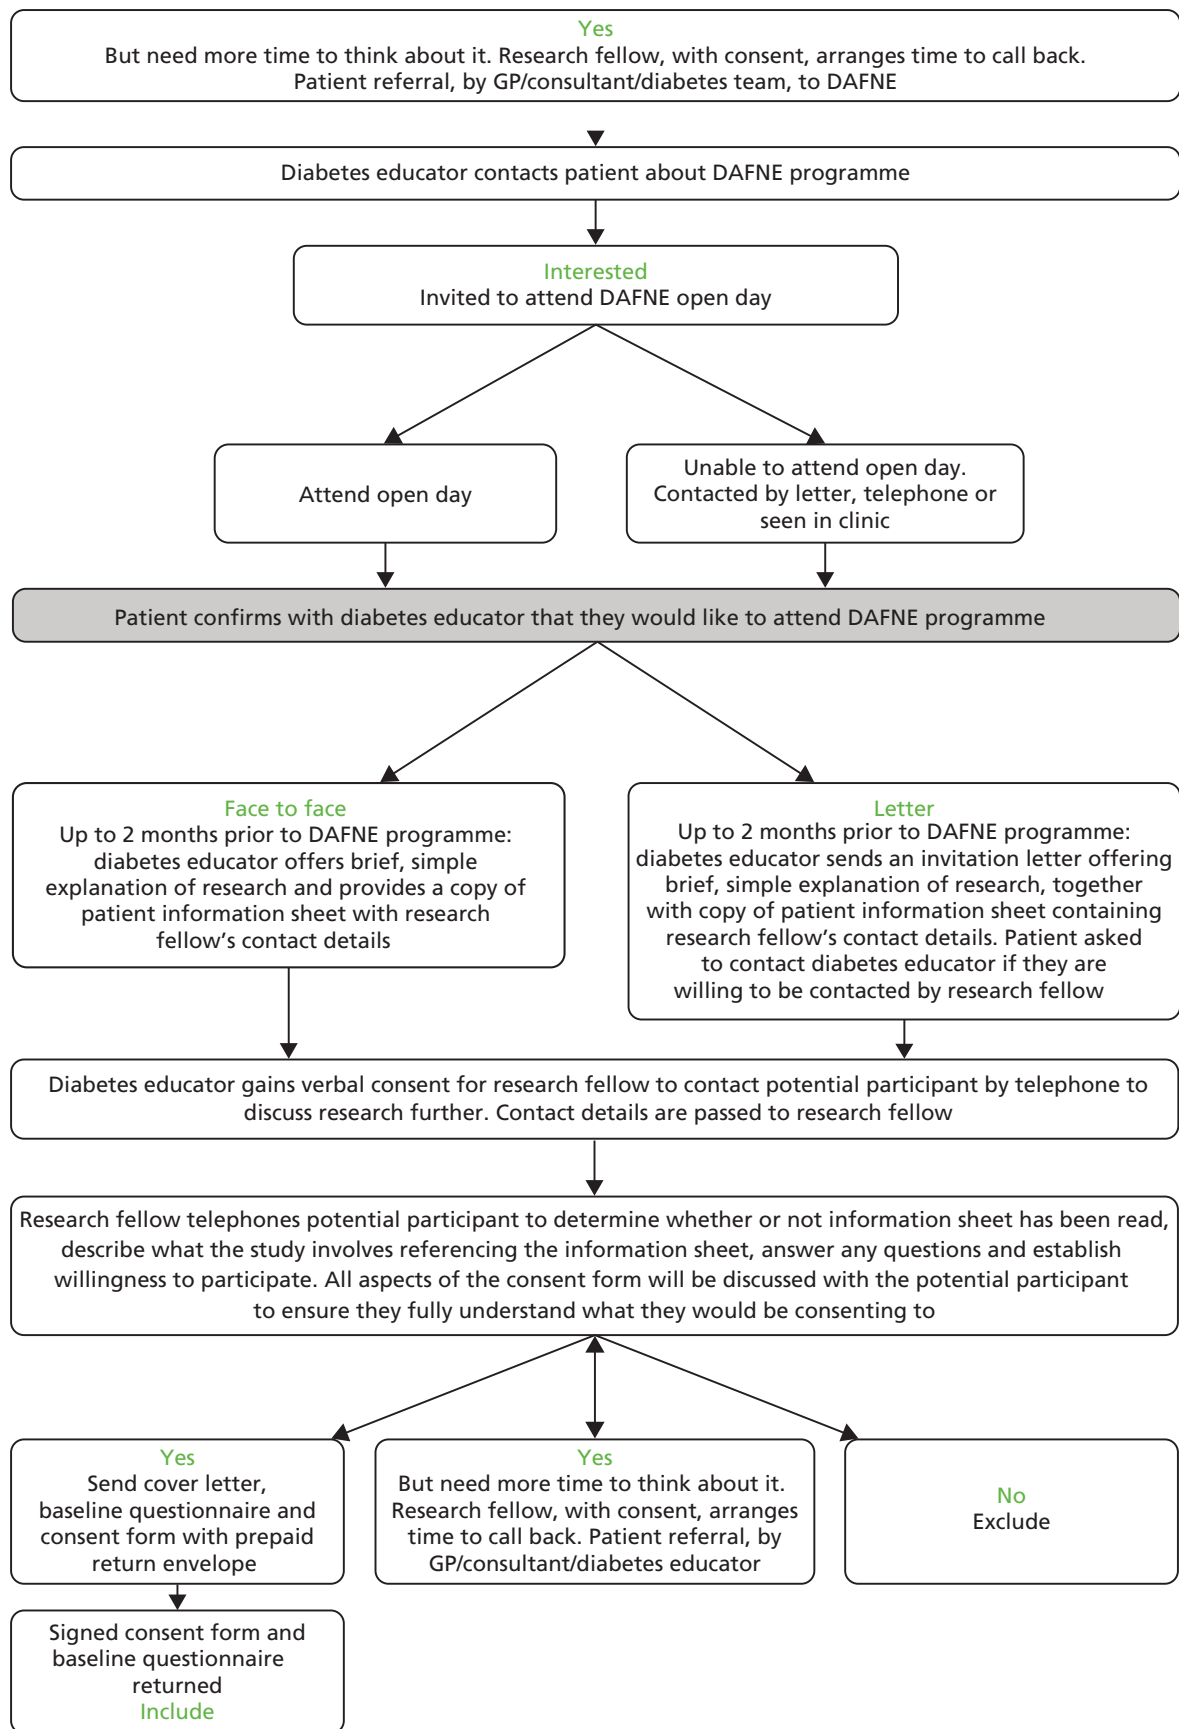 Yes
But need more time to think about it. Research fellow, with consent, arranges time to call back.
Patient referral, by GP/consultant/diabetes team, to DAFNE
Diabetes educator contacts patient about DAFNE programme
Interested
Invited to attend DAFNE open day
Attend open day
Unable to attend open day.
Contacted by letter, telephone or
seen in clinic
Patient confirms with diabetes educator that they would like to attend DAFNE programme
Face to face
Up to 2 months prior to DAFNE programme:
diabetes educator offers brief, simple
explanation of research and provides a copy of
patient information sheet with research
fellow's contact details
Letter
Up to 2 months prior to DAFNE programme:
diabetes educator sends an invitation letter offering
brief, simple explanation of research, together
with copy of patient information sheet containing
research fellow's contact details. Patient asked
to contact diabetes educator if they are
willing to be contacted by research fellow
Diabetes educator gains verbal consent for research fellow to contact potential participant by telephone to
discuss research further. Contact details are passed to research fellow
Research fellow telephones potential participant to determine whether or not information sheet has been read,
describe what the study involves referencing the information sheet, answer any questions and establish
willingness to participate. All aspects of the consent form will be discussed with the potential participant
to ensure they fully understand what they would be consenting to
Yes
Send cover letter,
baseline questionnaire and
consent form with prepaid
return envelope
Yes
But need more time to think about it.
Research fellow, with consent, arranges
time to call back. Patient referral, by
GP/consultant/diabetes educator
No
Exclude
Signed consent form and
baseline questionnaire
returned
Include